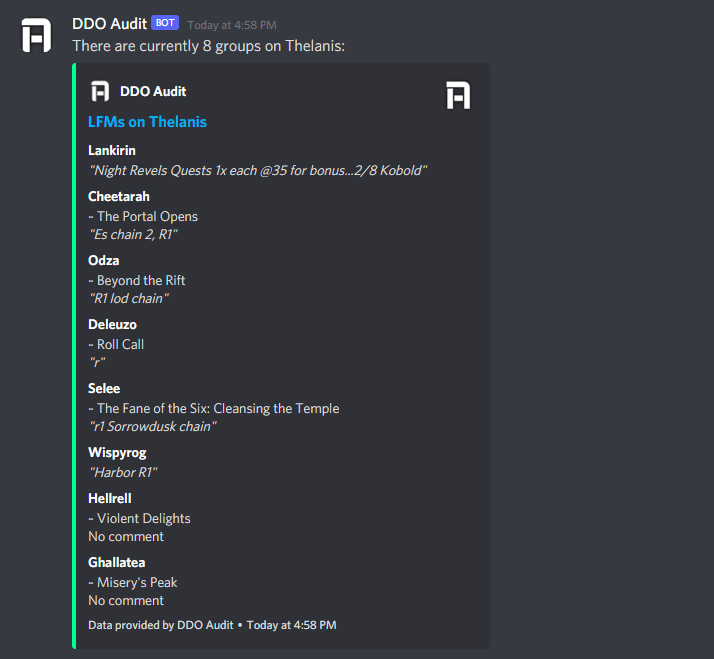 DDO Audit BOT Today at 4:58 PM
There are currently 8 groups on Thelanis:
DDO Audit
LFMs on Thelanis
Lankirin
"Night Revels Quests 1x each @35 for bonus...2/8 Kobold"
Cheetarah
~ The Portal Opens
"Es chain 2, R1"
Odza
~ Beyond the Rift
"R1 lod chain"
Deleuzo
~ Roll Call
"r"
Selee
~ The Fane of the Six: Cleansing the Temple
"r1 Sorrowdusk chain"
Wispyrog
"Harbor R1"
Hellrell
~ Violent Delights
No comment
Ghallatea
~ Misery's Peak
No comment
Data provided by DDO Audit • Today at 4:58 PM